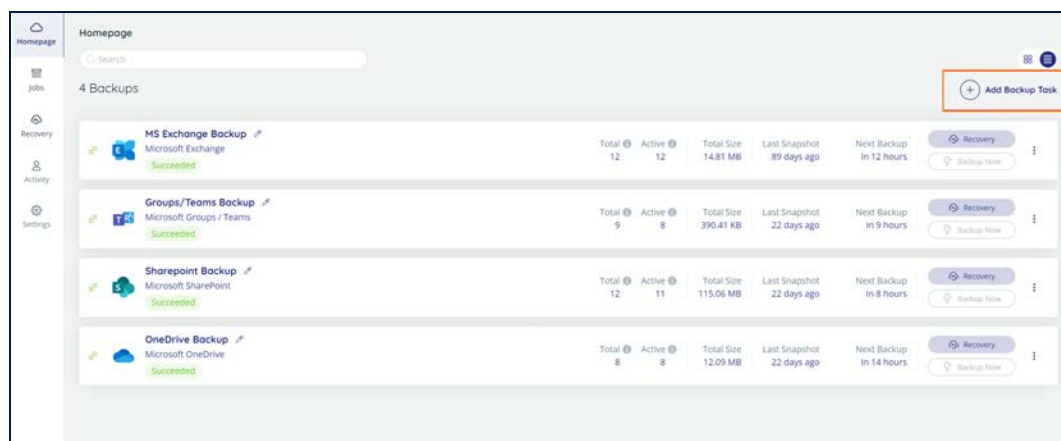 Homepage
Jobs
Recovery
Activity
Settings
Homepage
Search
4 Backups
Add Backup Task
MS Exchange Backup
Microsoft Exchange
Succeeded
Total Active Total Size Last Snapshot Next Backup
12 12 14.81 MB 89 days ago In 12 hours
Recovery
Backup Now
Groups/Teams Backup
Microsoft Groups / Teams
Succeeded
Total Active Total Size Last Snapshot Next Backup
9 8 390.41 KB 22 days ago In 9 hours
Recovery
Backup Now
Sharepoint Backup
Microsoft SharePoint
Succeeded
Total Active Total Size Last Snapshot Next Backup
12 11 115.06 MB 22 days ago In 8 hours
Recovery
Backup Now
OneDrive Backup
Microsoft OneDrive
Succeeded
Total Active Total Size Last Snapshot Next Backup
8 8 12.09 MB 22 days ago In 14 hours
Recovery
Backup Now